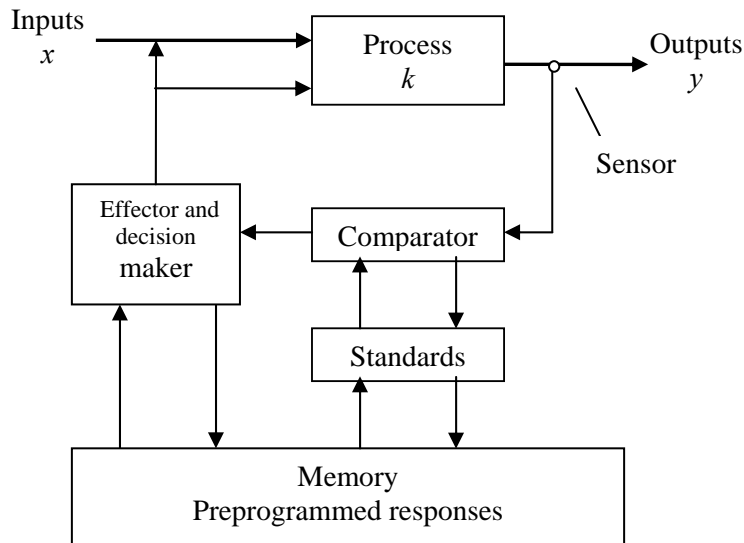 Inputs
x
Process
k
Outputs
y
Sensor
Effector and
decision
maker
Comparator
Standards
Memory
Preprogrammed responses